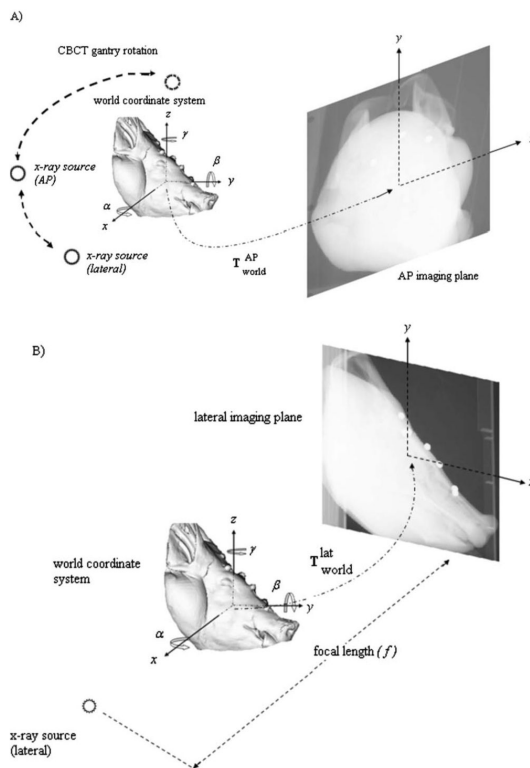 A)
CBCT gantry rotation
world coordinate system
z
γ
β
y
α
x
x-ray source
(AP)
x-ray source
(lateral)
T AP world
y
AP imaging plane
B)
y
lateral imaging plane
world coordinate
system
z
γ
β
y
α
x
T lat world
focal length (f)
x-ray source
(lateral)